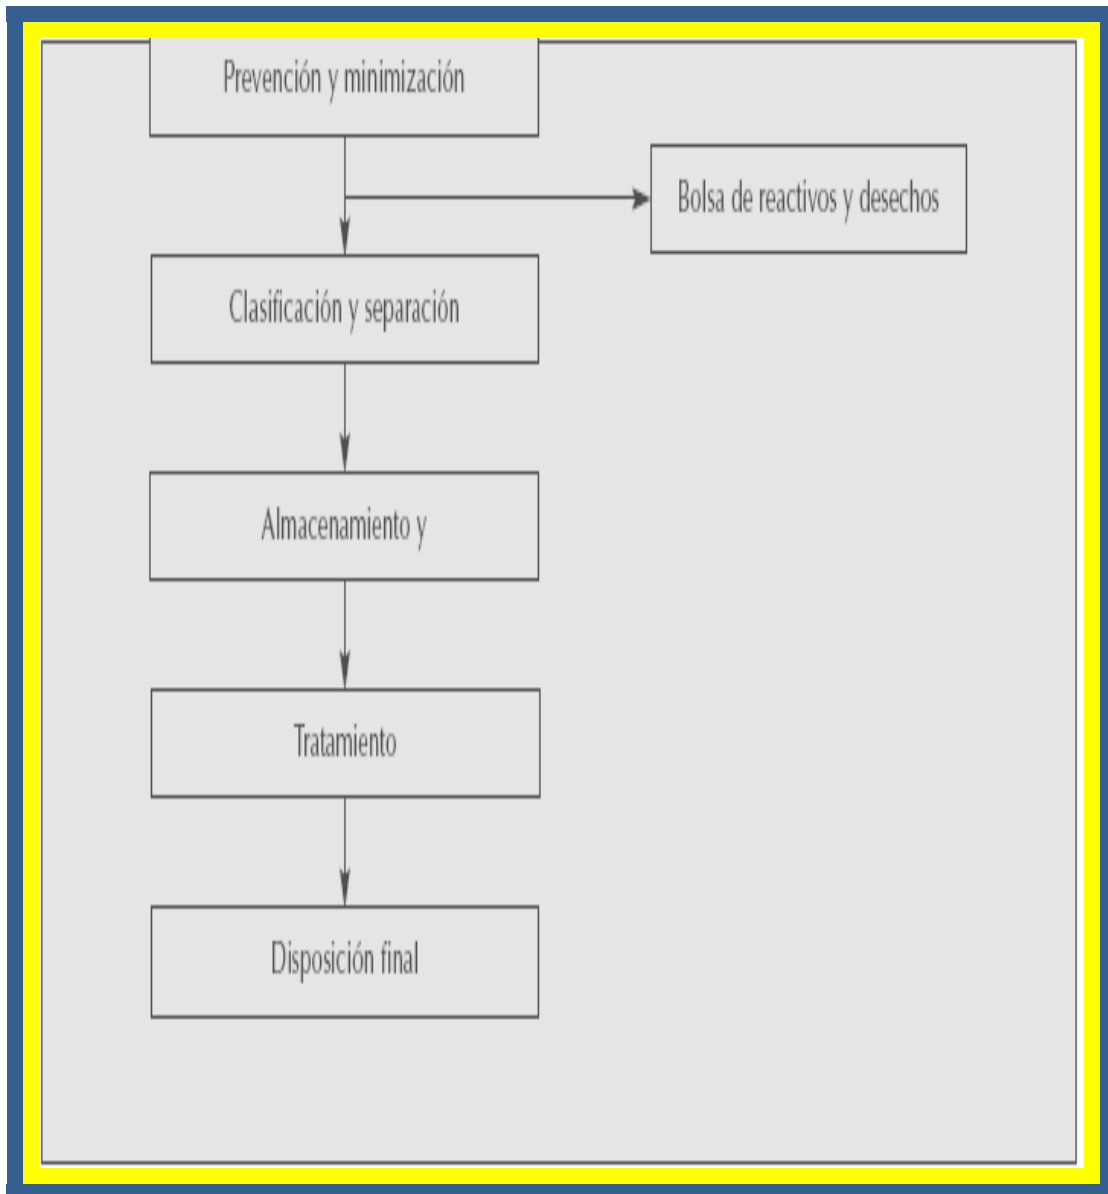 Prevención y minimización
Bolsa de reactivos y desechos
Clasificación y separación
Almacenamiento y
Tratamiento
Disposición final